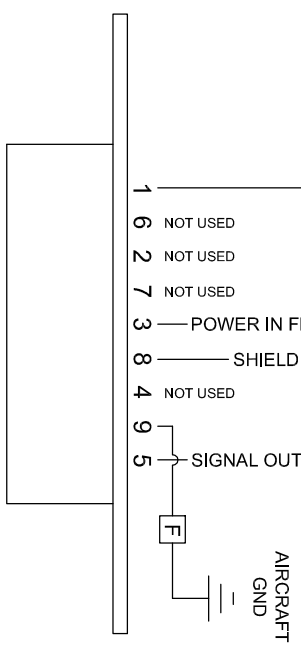 1
6 NOT USED
2 NOT USED
7 NOT USED
3 POWER IN
8 SHIELD
4 NOT USED
9
5 SIGNAL OUT
F
AIRCRAFT
GND